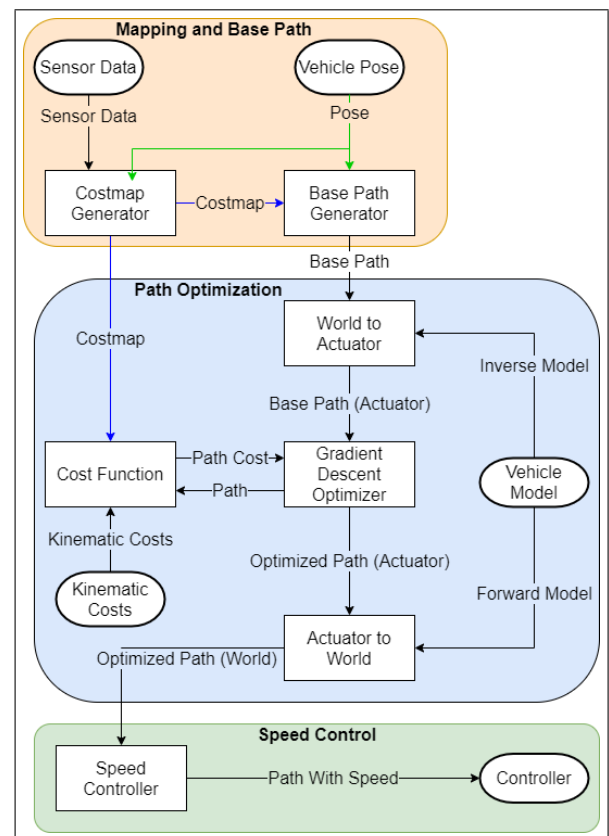 Mapping and Base Path
Sensor Data
Vehicle Pose
Sensor Data
Pose
Costmap
Generator
Costmap
Base Path
Generator
Base Path
Path Optimization
World to
Actuator
Costmap
Inverse Model
Base Path (Actuator)
Cost Function
Path Cost
Path
Gradient
Descent
Optimizer
Vehicle
Model
Kinematic Costs
Optimized Path (Actuator)
Kinematic
Costs
Forward Model
Actuator to
World
Optimized Path (World)
Speed Control
Speed
Controller
Path With Speed
Controller